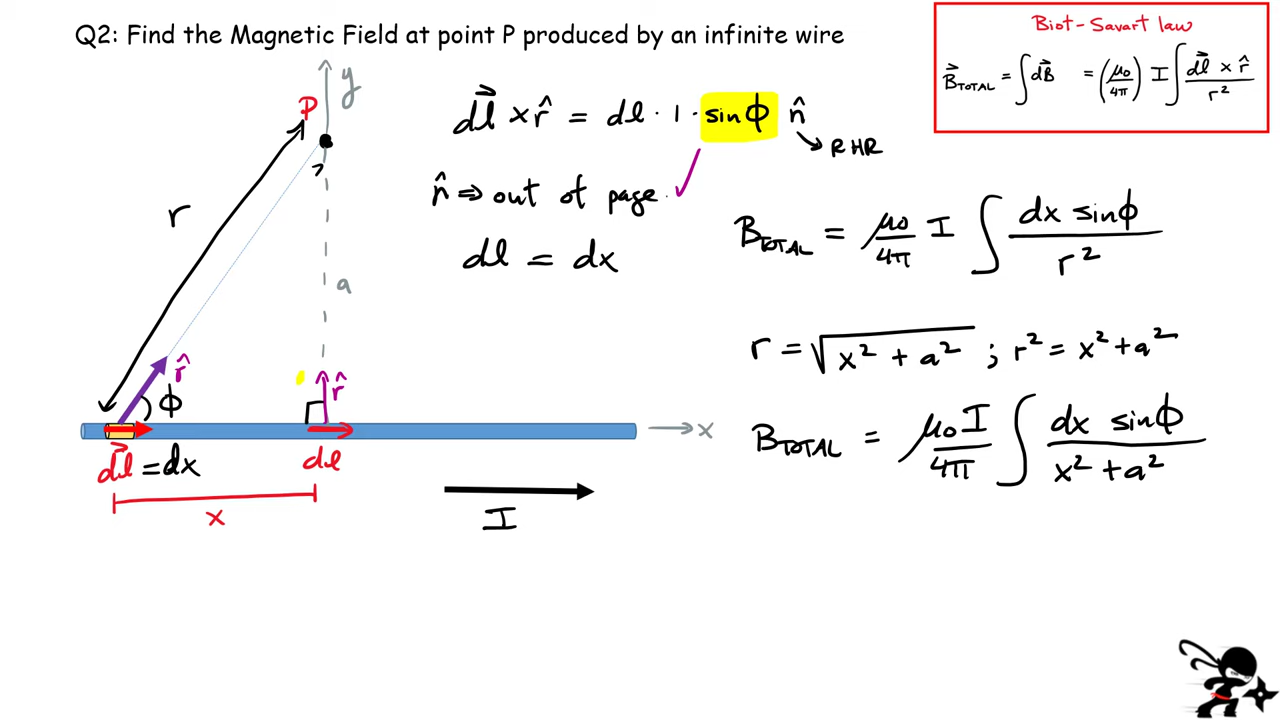 Q2: Find the Magnetic Field at point P produced by an infinite wire
Biot-Savart law
B⃗TOTAL = ∫ dB⃗ = (μ₀/4π) I ∫ (dl⃗ × r̂)/r²
y
P
dl⃗ × r̂ = dl · 1 · sin ϕ n̂
RHR
n̂ ⇒ out of page
dl = dx
r
a
BTOTAL = μ₀/4π I ∫ (dx sinϕ)/r²
r = √(x² + a²) ; r² = x² + a²
BTOTAL = μ₀I/4π ∫ (dx sinϕ)/(x² + a²)
r̂
ϕ
r̂
x
dl⃗ = dx
dl
x
I